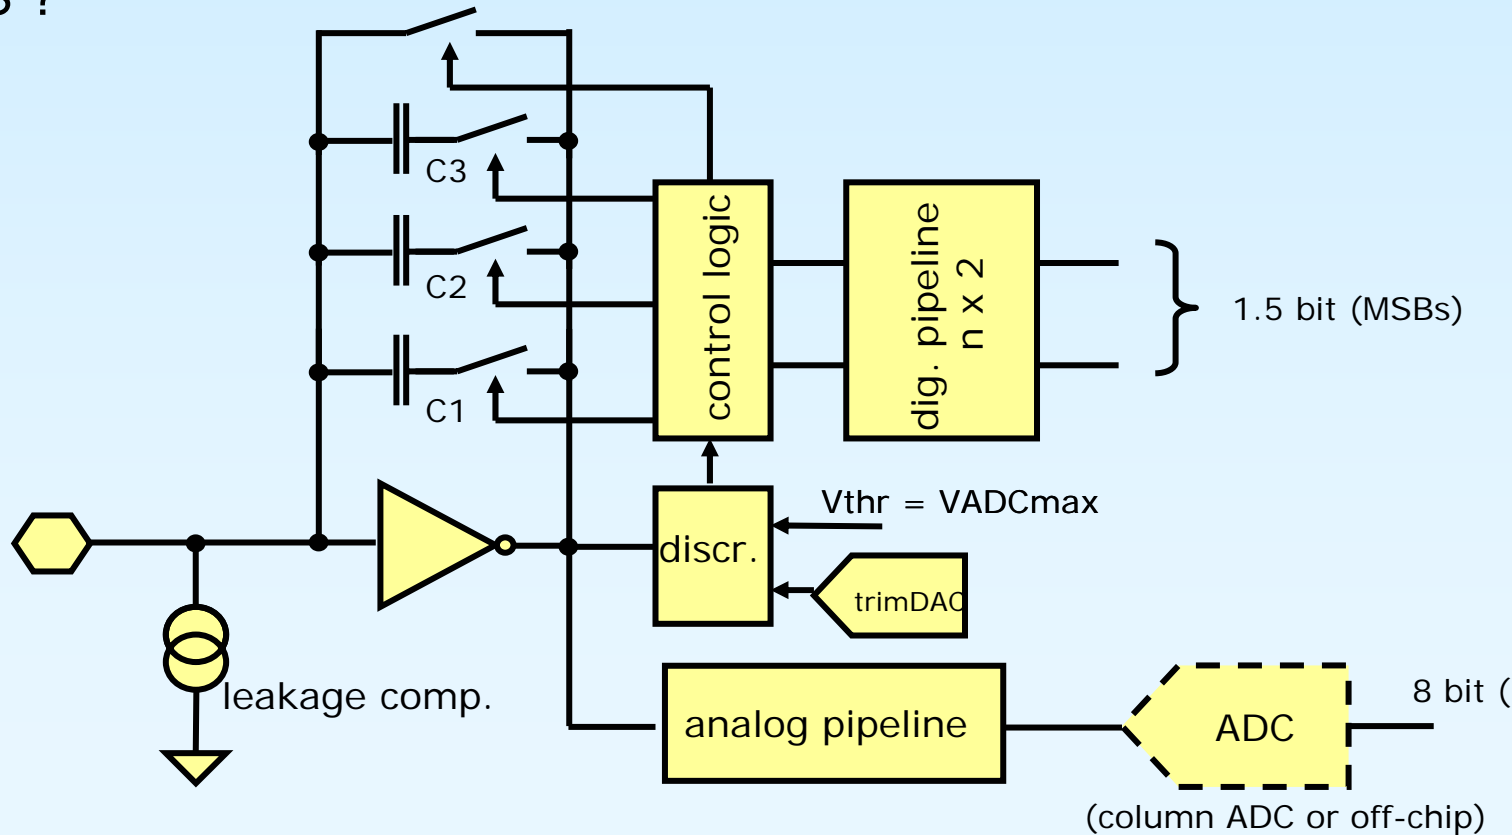 ?
C3
C2
C1
control logic
dig. pipeline
n x 2
1.5 bit (MSBs)
Vthr = VADCmax
discr.
trimDAC
leakage comp.
analog pipeline
ADC
8 bit (
(column ADC or off-chip)